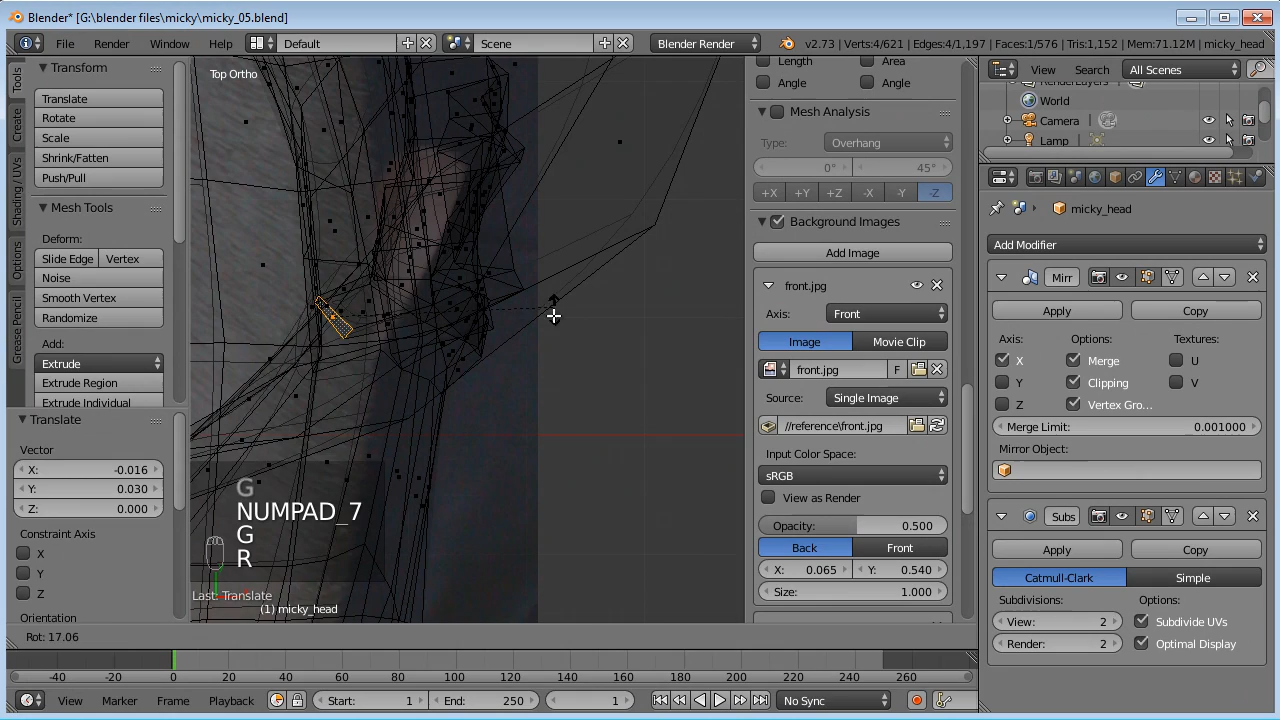 Blender* [G:\blender files\micky\micky_05.blend]
File Render Window Help Default Scene Blender Render v2.73 | Verts:4/621 | Edges:4/1,197 | Faces:1/576 | Tris:1,152 | Mem:71.12M | micky_head
Tools
Create
Shading / UVs
Options
Grease Pencil
Transform
Translate
Rotate
Scale
Shrink/Fatten
Push/Pull
Mesh Tools
Deform:
Slide Edge Vertex
Noise
Smooth Vertex
Randomize
Add:
Extrude
Extrude Region
Extrude Individual
Translate
Vector
X: -0.016
Y: 0.030
Z: 0.000
Constraint Axis
X
Y
Z
Orientation
Top Ortho
G
NUMPAD_7
G
R
Last: Translate
(1) micky_head
Rot: 17.06
Length Area
Angle Angle
Mesh Analysis
Type: Overhang
0° 45°
+X +Y +Z -X -Y -Z
Background Images
Add Image
front.jpg
Axis: Front
Image Movie Clip
front.jpg F
Source: Single Image
//reference\front.jpg
Input Color Space:
sRGB
View as Render
Opacity: 0.500
Back Front
X: 0.065 Y: 0.540
Size: 1.000
View Search All Scenes
RenderLayers
World
Camera
Lamp
micky_head
Add Modifier
Mirr
Apply Copy
Axis: Options: Textures:
X Merge U
Y Clipping V
Z Vertex Gro...
Merge Limit: 0.001000
Mirror Object:
Subs
Apply Copy
Catmull-Clark Simple
Subdivisions: Options:
View: 2 Subdivide UVs
Render: 2 Optimal Display
-40 -20 0 20 40 60 80 100 120 140 160 180 200 220 240 260
View Marker Frame Playback Start: 1 End: 250 1 No Sync